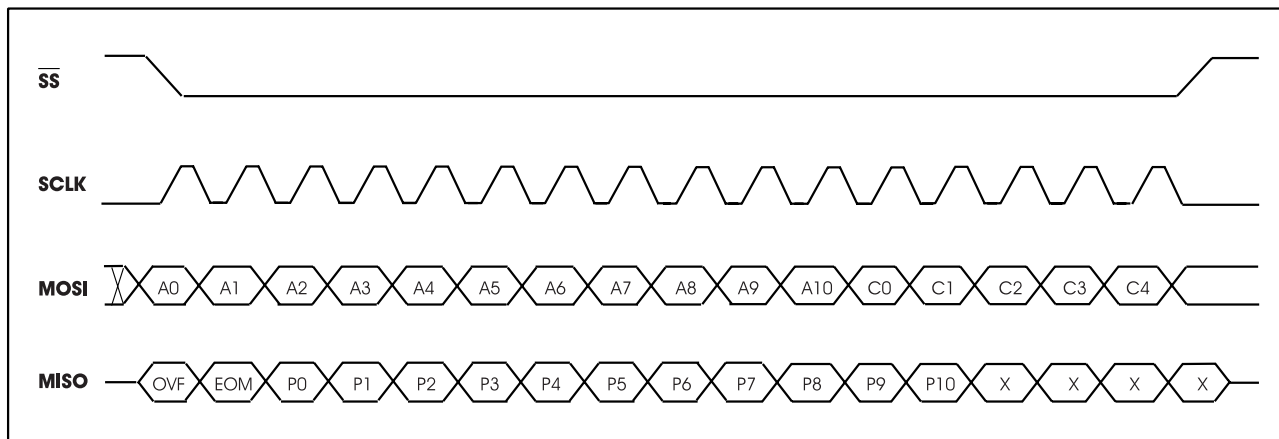 SS
SCLK
MOSI A0 A1 A2 A3 A4 A5 A6 A7 A8 A9 A10 C0 C1 C2 C3 C4
MISO OVF EOM P0 P1 P2 P3 P4 P5 P6 P7 P8 P9 P10 X X X X